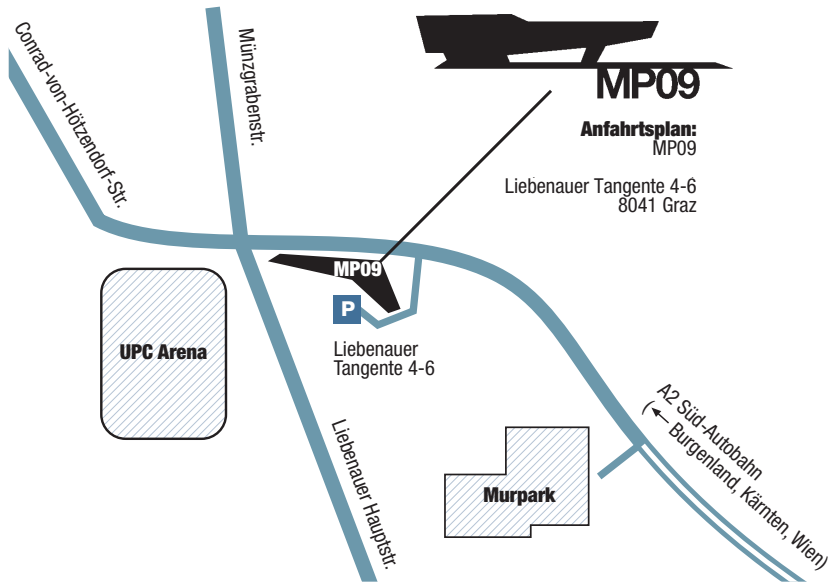 Conrad-von-Hötzendorf-Str.
Münzgrabenstr.
MP09
Anfahrtsplan:
MP09
Liebenauer Tangente 4-6
8041 Graz
MP09
P
Liebenauer
Tangente 4-6
UPC Arena
Liebenauer Hauptstr.
Murpark
A2 Süd-Autobahn
(← Burgenland, Kärnten, Wien)